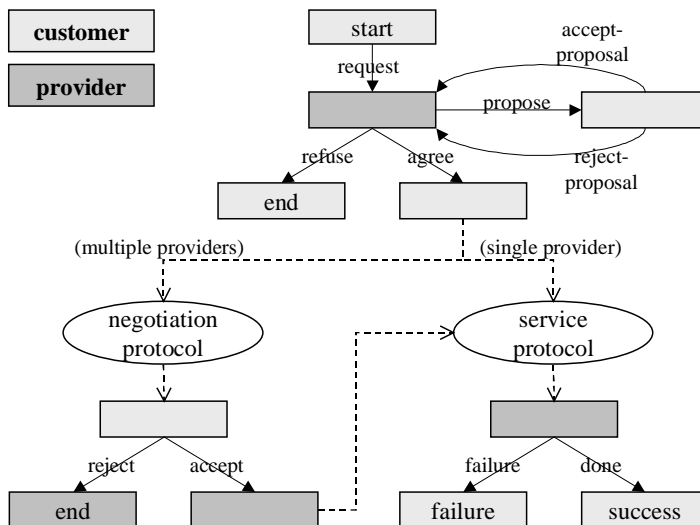 customer
start
accept-
proposal
provider
request
propose
refuse
agree
reject-
proposal
end
(multiple providers)
(single provider)
negotiation
protocol
service
protocol
reject
accept
failure
done
end
failure
success